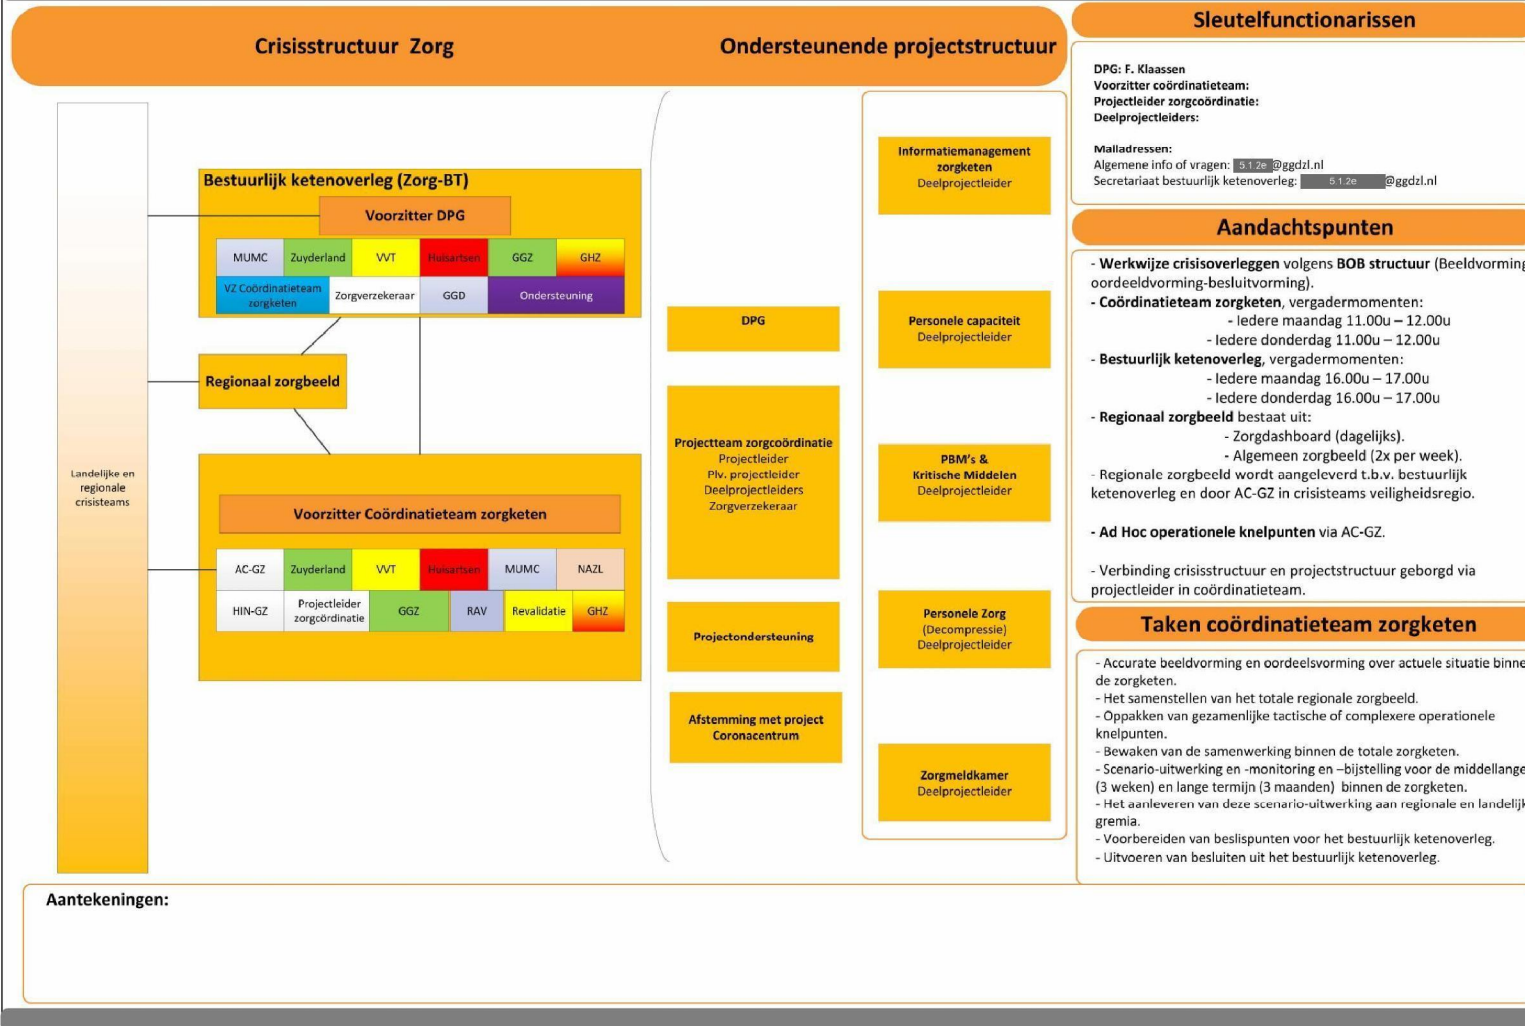 Crisisstructuur Zorg
Ondersteunende projectstructuur
Landelijke en
regionale
crisisteams
Bestuurlijk ketenoverleg (Zorg-BT)
Voorzitter DPG
MUMC Zuyderland VVT Huisartsen GGZ GHZ
VZ Coördinatieteam
zorgketen
Zorgverzekeraar GGD Ondersteuning
Regionaal zorgbeeld
Voorzitter Coördinatieteam zorgketen
AC-GZ Zuyderland VVT Huisartsen MUMC NAZL
HIN-GZ
Projectleider
zorgcördinatie
GGZ RAV Revalidatie GHZ
DPG
Projectteam zorgcoördinatie
Projectleider
Plv. projectleider
Deelprojectleiders
Zorgverzekeraar
Projectondersteuning
Afstemming met project
Coronacentrum
Informatiemanagement
zorgketen
Deelprojectleider
Personele capaciteit
Deelprojectleider
PBM's &
Kritische Middelen
Deelprojectleider
Personele Zorg
(Decompressie)
Deelprojectleider
Zorgmeldkamer
Deelprojectleider
Sleutelfunctionarissen
DPG: F. Klaassen
Voorzitter coördinatieteam:
Projectleider zorgcoördinatie:
Deelprojectleiders:
Mailadressen:
Algemene info of vragen: 5.1.2e @ggdzl.nl
Secretariaat bestuurlijk ketenoverleg: 5.1.2e @ggdzl.nl
Aandachtspunten
- Werkwijze crisisoverleggen volgens BOB structuur (Beeldvorming
oordeeldvorming-besluitvorming).
- Coördinatieteam zorgketen, vergadermomenten:
- Iedere maandag 11.00u – 12.00u
- Iedere donderdag 11.00u – 12.00u
- Bestuurlijk ketenoverleg, vergadermomenten:
- Iedere maandag 16.00u – 17.00u
- Iedere donderdag 16.00u – 17.00u
- Regionaal zorgbeeld bestaat uit:
- Zorgdashboard (dagelijks).
- Algemeen zorgbeeld (2x per week).
- Regionale zorgbeeld wordt aangeleverd t.b.v. bestuurlijk
ketenoverleg en door AC-GZ in crisisteams veiligheidsregio.
- Ad Hoc operationele knelpunten via AC-GZ.
- Verbinding crisisstructuur en projectstructuur geborgd via
projectleider in coördinatieteam.
Taken coördinatieteam zorgketen
- Accurate beeldvorming en oordeelsvorming over actuele situatie binne
de zorgketen.
- Het samenstellen van het totale regionale zorgbeeld.
- Oppakken van gezamenlijke tactische of complexere operationele
knelpunten.
- Bewaken van de samenwerking binnen de totale zorgketen.
- Scenario-uitwerking en -monitoring en –bijstelling voor de middellange
(3 weken) en lange termijn (3 maanden) binnen de zorgketen.
- Het aanleveren van deze scenario-uitwerking aan regionale en landelijk
gremia.
- Voorbereiden van beslispunten voor het bestuurlijk ketenoverleg.
- Uitvoeren van besluiten uit het bestuurlijk ketenoverleg.
Aantekeningen: